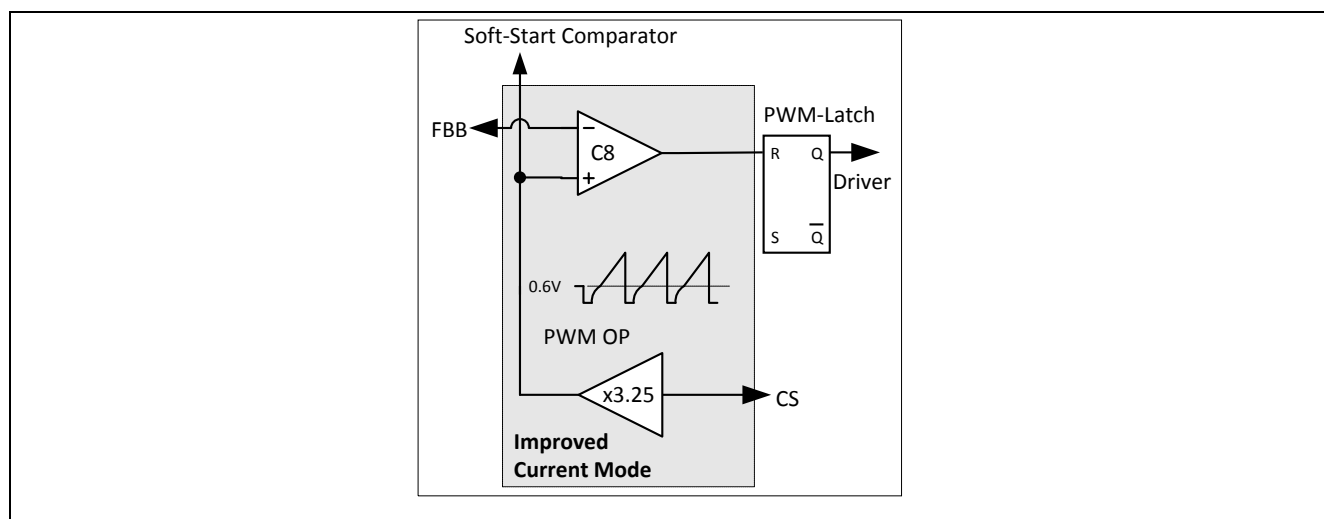 Soft-Start Comparator
FBB
−
C8
+
PWM-Latch
R Q
Driver
S Q̅
0.6V
PWM OP
x3.25
CS
Improved
Current Mode